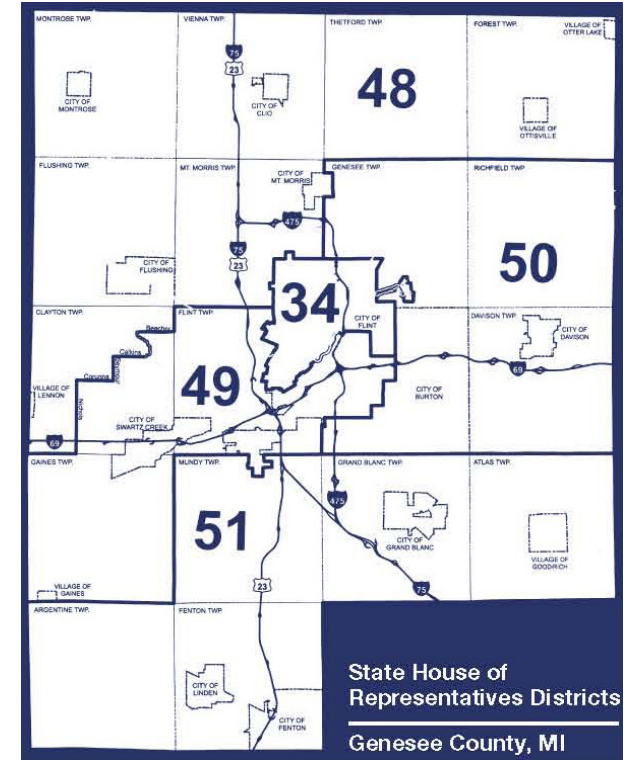 MONTROSE TWP.
VIENNA TWP.
THETFORD TWP.
FOREST TWP.
VILLAGE OF
OTTER LAKE
75
23
48
CITY OF
MONTROSE
CITY OF
CLIO
VILLAGE OF
OTTISVILLE
FLUSHING TWP.
MT. MORRIS TWP.
CITY OF
MT. MORRIS
GENESEE TWP.
RICHFIELD TWP.
475
75
23
CITY OF
FLUSHING
50
34
CITY OF
FLINT
CLAYTON TWP.
FLINT TWP.
DAVISON TWP.
CITY OF
DAVISON
Beecher
Calkins
Corunna
VILLAGE OF
LENNON
49
69
CITY OF
BURTON
CITY OF
SWARTZ CREEK
69
GAINES TWP.
MUNDY TWP.
GRAND BLANC TWP.
ATLAS TWP.
51
475
CITY OF
GRAND BLANC
VILLAGE OF
GOODRICH
23
75
VILLAGE OF
GAINES
ARGENTINE TWP.
FENTON TWP.
CITY OF
LINDEN
CITY OF
FENTON
State House of
Representatives Districts
Genesee County, MI